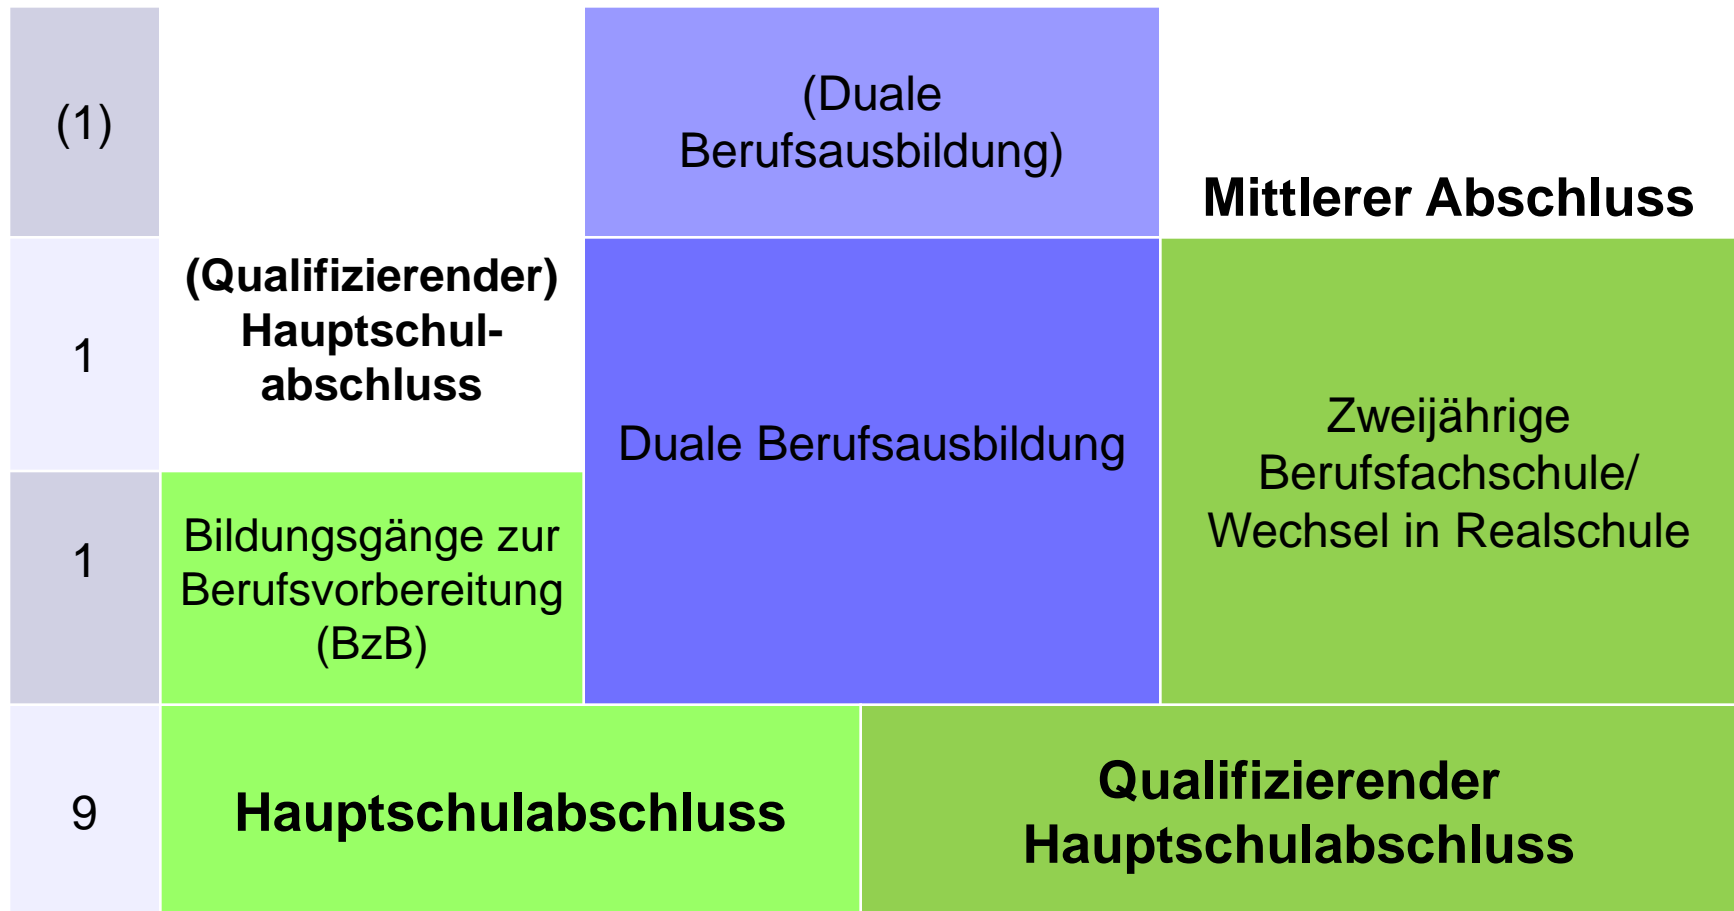 (1)
(Duale
Berufsausbildung)
Mittlerer Abschluss
1
(Qualifizierender)
Hauptschul-
abschluss
Duale Berufsausbildung
Zweijährige
Berufsfachschule/
Wechsel in Realschule
1
Bildungsgänge zur
Berufsvorbereitung
(BzB)
9
Hauptschulabschluss
Qualifizierender
Hauptschulabschluss